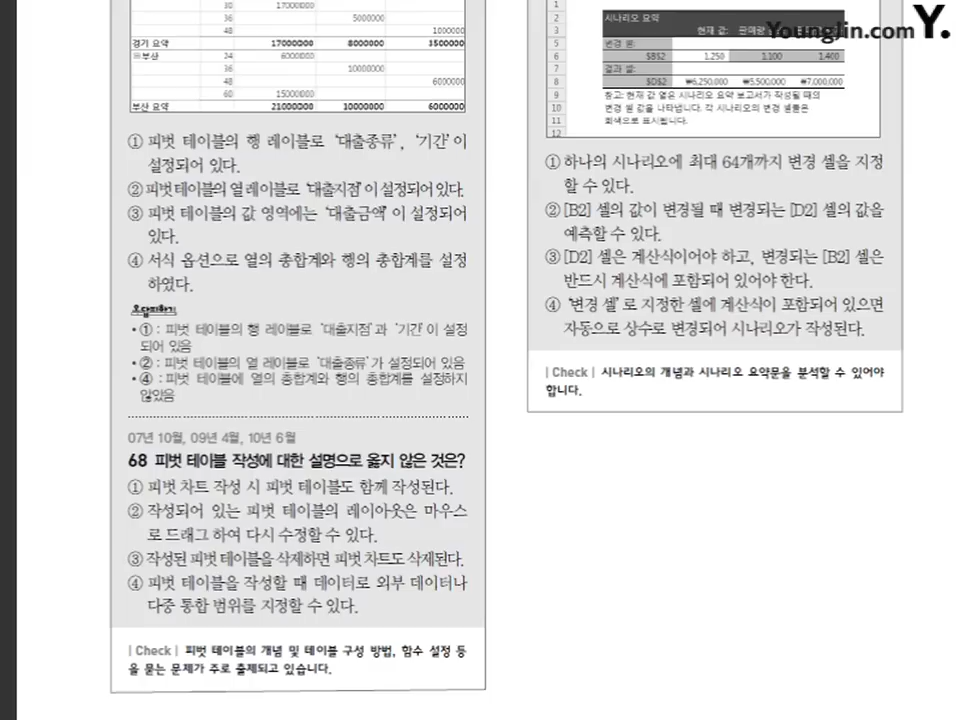 30 17000000
36 5000000
48 1000000
경기 요약 17000000 8000000 3500000
부산 24 6000000
36 10000000
48 6000000
60 15000000
부산 요약 21000000 10000000 6000000
① 피벗 테이블의 행 레이블로 '대출종류', '기간'이
설정되어 있다.
② 피벗 테이블의 열 레이블로 '대출지점'이 설정되어 있다.
③ 피벗 테이블의 값 영역에는 '대출금액'이 설정되어
있다.
④ 서식 옵션으로 열의 총합계와 행의 총합계를 설정
하였다.
오답피하기
• ① : 피벗 테이블의 행 레이블로 '대출지점'과 '기간'이 설정
되어 있음
• ② : 피벗 테이블의 열 레이블로 '대출종류'가 설정되어 있음
• ④ : 피벗 테이블에 열의 총합계와 행의 총합계를 설정하지
않았음
07년 10월, 09년 4월, 10년 6월
68 피벗 테이블 작성에 대한 설명으로 옳지 않은 것은?
① 피벗 차트 작성 시 피벗 테이블도 함께 작성된다.
② 작성되어 있는 피벗 테이블의 레이아웃은 마우스
로 드래그 하여 다시 수정할 수 있다.
③ 작성된 피벗 테이블을 삭제하면 피벗 차트도 삭제된다.
④ 피벗 테이블을 작성할 때 데이터로 외부 데이터나
다중 통합 범위를 지정할 수 있다.
| Check | 피벗 테이블의 개념 및 테이블 구성 방법, 함수 설정 등
을 묻는 문제가 주로 출제되고 있습니다.
Youngjin.com Y.
1
2 시나리오 요약
3 현재 값: 판매량
5 변경 셀:
6 $B$2 1,250 1,100 1,400
7 결과 셀:
8 $D$2 ₩6,250,000 ₩5,500,000 ₩7,000,000
9 참고: 현재 값 열은 시나리오 요약 보고서가 작성될 때의
10 변경 셀 값을 나타냅니다. 각 시나리오의 변경 셀들은
11 회색으로 표시됩니다.
12
① 하나의 시나리오에 최대 64개까지 변경 셀을 지정
할 수 있다.
② [B2] 셀의 값이 변경될 때 변경되는 [D2] 셀의 값을
예측할 수 있다.
③ [D2] 셀은 계산식이어야 하고, 변경되는 [B2] 셀은
반드시 계산식에 포함되어 있어야 한다.
④ '변경 셀'로 지정한 셀에 계산식이 포함되어 있으면
자동으로 상수로 변경되어 시나리오가 작성된다.
| Check | 시나리오의 개념과 시나리오 요약문을 분석할 수 있어야
합니다.